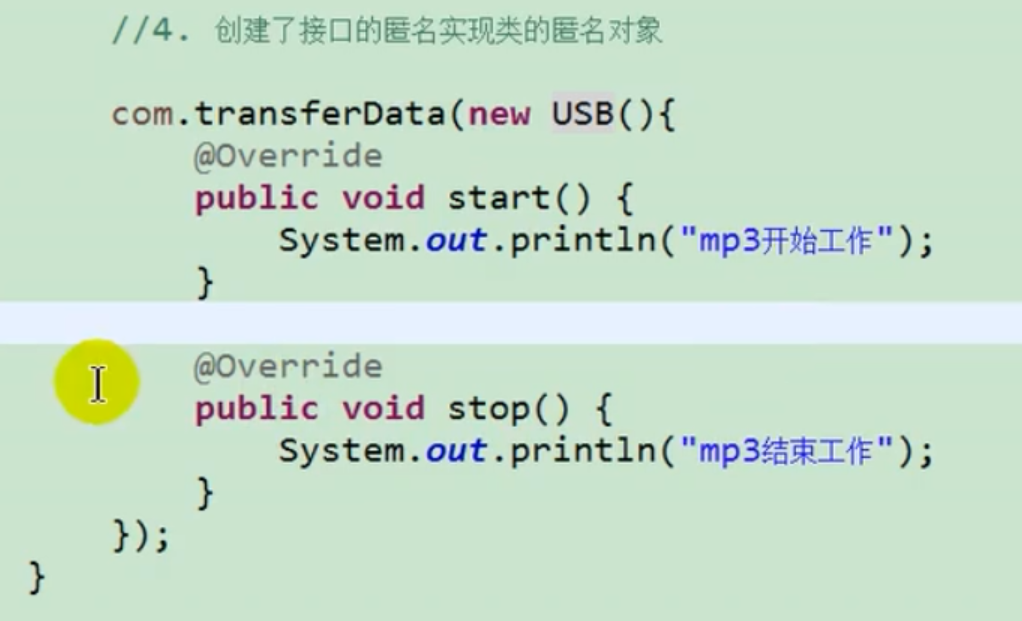 //4. 创建了接口的匿名实现类的匿名对象
com.transferData(new USB(){
@Override
public void start() {
System.out.println("mp3开始工作");
}
@Override
public void stop() {
System.out.println("mp3结束工作");
}
});
}